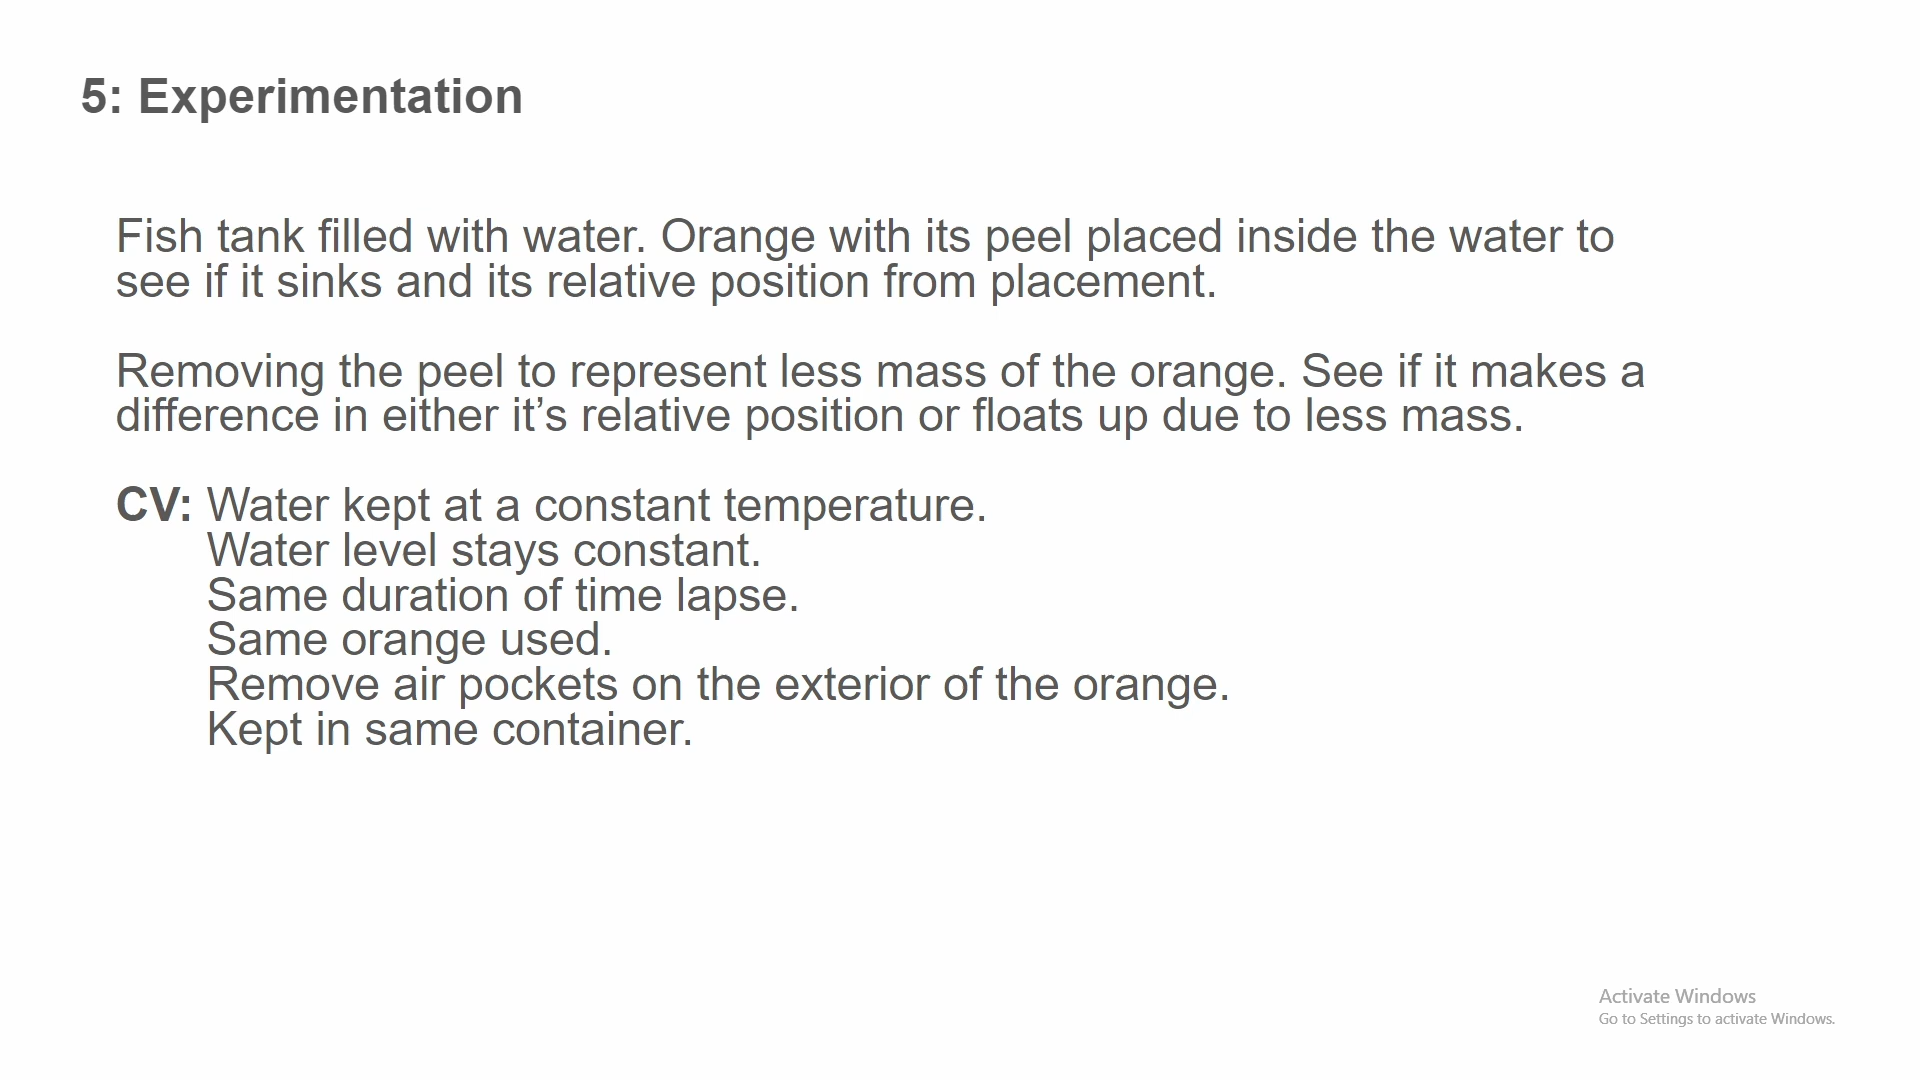 5: Experimentation
Fish tank filled with water. Orange with its peel placed inside the water to
see if it sinks and its relative position from placement.
Removing the peel to represent less mass of the orange. See if it makes a
difference in either it’s relative position or floats up due to less mass.
CV: Water kept at a constant temperature.
Water level stays constant.
Same duration of time lapse.
Same orange used.
Remove air pockets on the exterior of the orange.
Kept in same container.
Activate Windows
Go to Settings to activate Windows.